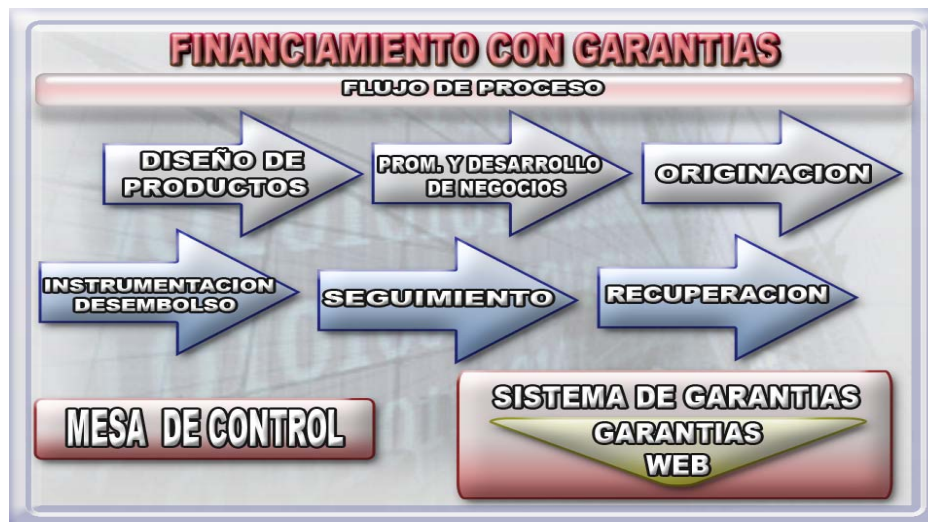 FINANCIAMIENTO CON GARANTIAS
FLUJO DE PROCESO
DISEÑO DE
PRODUCTOS
PROM. Y DESARROLLO
DE NEGOCIOS
ORIGINACION
INSTRUMENTACION
DESEMBOLSO
SEGUIMIENTO
RECUPERACION
MESA DE CONTROL
SISTEMA DE GARANTIAS
GARANTIAS
WEB